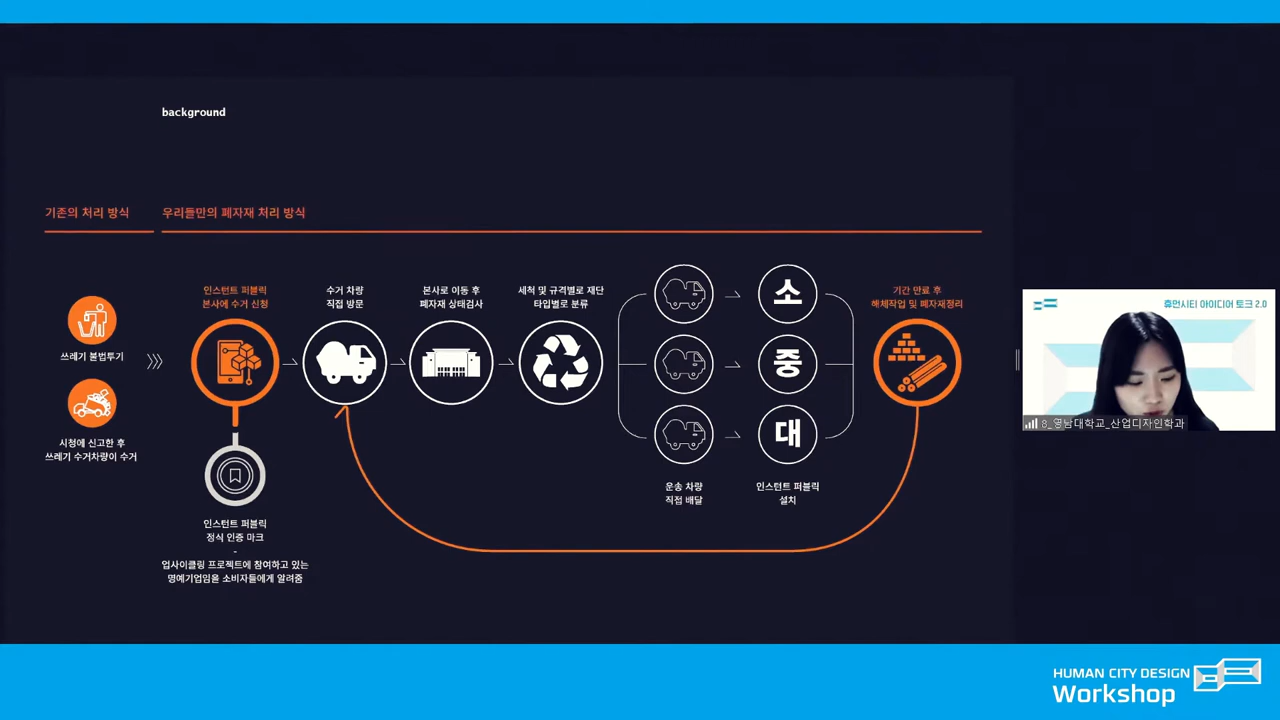 background
기존의 처리 방식
우리들만의 폐자재 처리 방식
쓰레기 불법투기
시청에 신고한 후
쓰레기 수거차량이 수거
인스턴트 퍼블릭
본사에 수거 신청
인스턴트 퍼블릭
정식 인증 마크
-
업사이클링 프로젝트에 참여하고 있는
명예기업임을 소비자들에게 알려줌
수거 차량
직접 방문
본사로 이동 후
폐자재 상태검사
세척 및 규격별로 재단
타입별로 분류
소
중
대
운송 차량
직접 배달
인스턴트 퍼블릭
설치
기간 만료 후
해체작업 및 폐자재정리
휴먼시티 아이디어 토크 2.0
8_영남대학교_산업디자인학과
HUMAN CITY DESIGN
Workshop